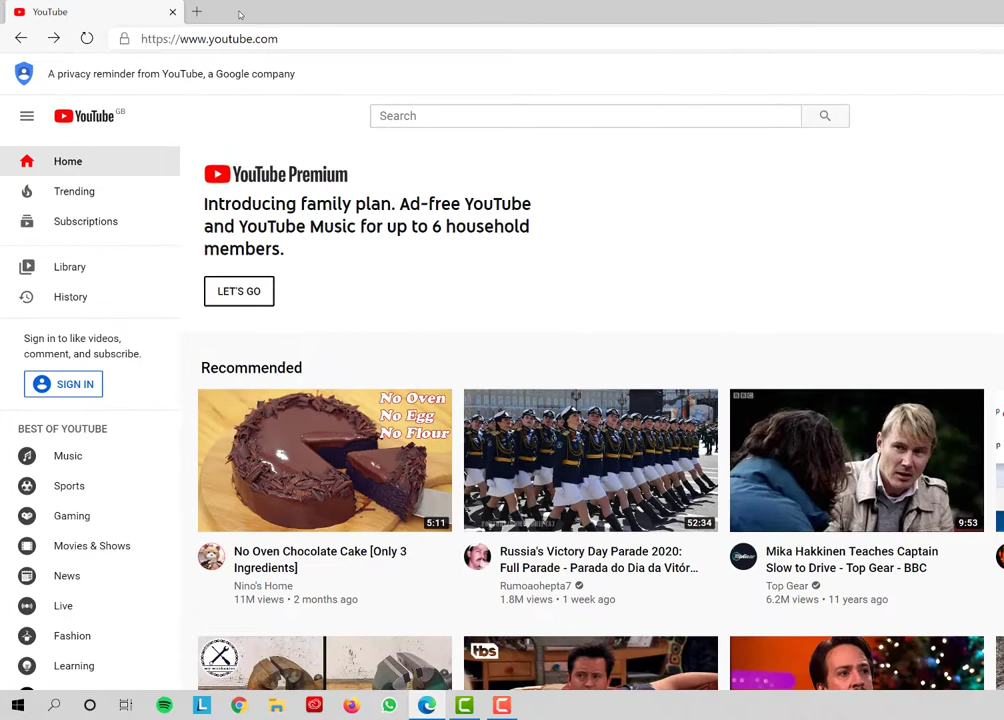 YouTube
https://www.youtube.com
A privacy reminder from YouTube, a Google company
YouTube GB
Search
Home
Trending
Subscriptions
Library
History
Sign in to like videos,
comment, and subscribe.
SIGN IN
BEST OF YOUTUBE
Music
Sports
Gaming
Movies & Shows
News
Live
Fashion
Learning
YouTube Premium
Introducing family plan. Ad-free YouTube
and YouTube Music for up to 6 household
members.
LET'S GO
Recommended
No Oven
No Egg
No Flour
5:11
No Oven Chocolate Cake [Only 3
Ingredients]
Nino's Home
11M views • 2 months ago
52:34
Russia's Victory Day Parade 2020:
Full Parade - Parada do Dia da Vitór...
Rumoaohepta7
1.8M views • 1 week ago
BBC
9:53
TopGear
Mika Hakkinen Teaches Captain
Slow to Drive - Top Gear - BBC
Top Gear
6.2M views • 11 years ago
my mechanics
tbs